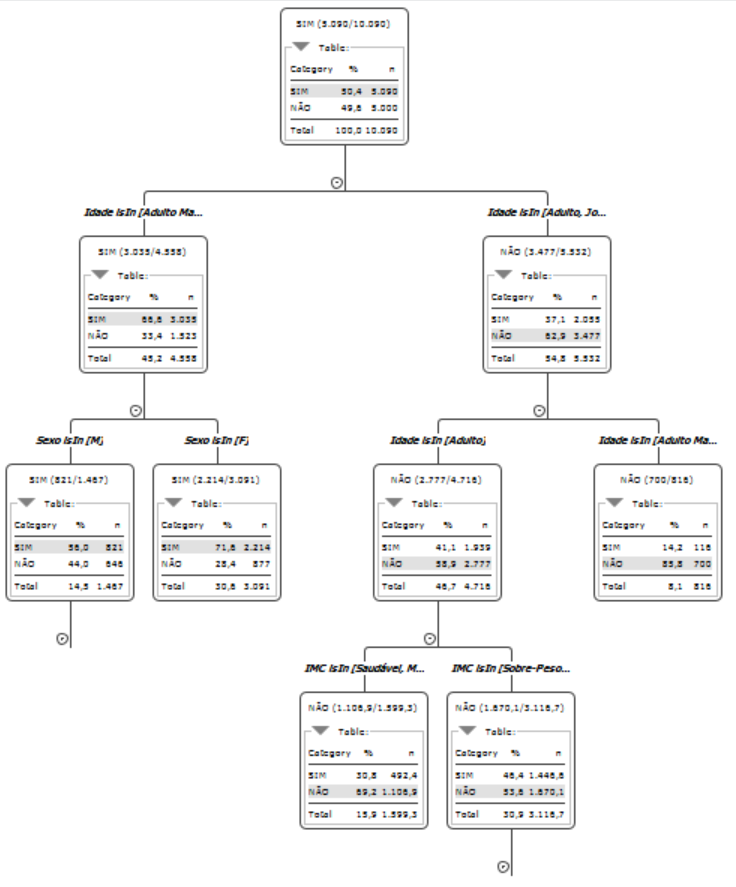 SIM (5.090/10.090)
Table:
Category % n
SIM 50,4 5.090
NÃO 49,6 5.000
Total 100,0 10.090
Idade IsIn [Adulto Ma...
Idade IsIn [Adulto, Jo...
SIM (3.035/4.558)
Table:
Category % n
SIM 66,6 3.035
NÃO 33,4 1.523
Total 45,2 4.558
NÃO (3.477/5.532)
Table:
Category % n
SIM 37,1 2.055
NÃO 62,9 3.477
Total 54,8 5.532
Sexo IsIn [M]
Sexo IsIn [F]
Idade IsIn [Adulto]
Idade IsIn [Adulto Ma...
SIM (821/1.467)
Table:
Category % n
SIM 56,0 821
NÃO 44,0 646
Total 14,5 1.467
SIM (2.214/3.091)
Table:
Category % n
SIM 71,6 2.214
NÃO 28,4 877
Total 30,6 3.091
NÃO (2.777/4.716)
Table:
Category % n
SIM 41,1 1.939
NÃO 58,9 2.777
Total 46,7 4.716
NÃO (700/816)
Table:
Category % n
SIM 14,2 116
NÃO 85,8 700
Total 8,1 816
IMC IsIn [Saudável, M...
IMC IsIn [Sobre-Peso...
NÃO (1.106,9/1.599,3)
Table:
Category % n
SIM 30,8 492,4
NÃO 69,2 1.106,9
Total 15,9 1.599,3
NÃO (1.670,1/3.116,7)
Table:
Category % n
SIM 46,4 1.446,6
NÃO 53,6 1.670,1
Total 30,9 3.116,7